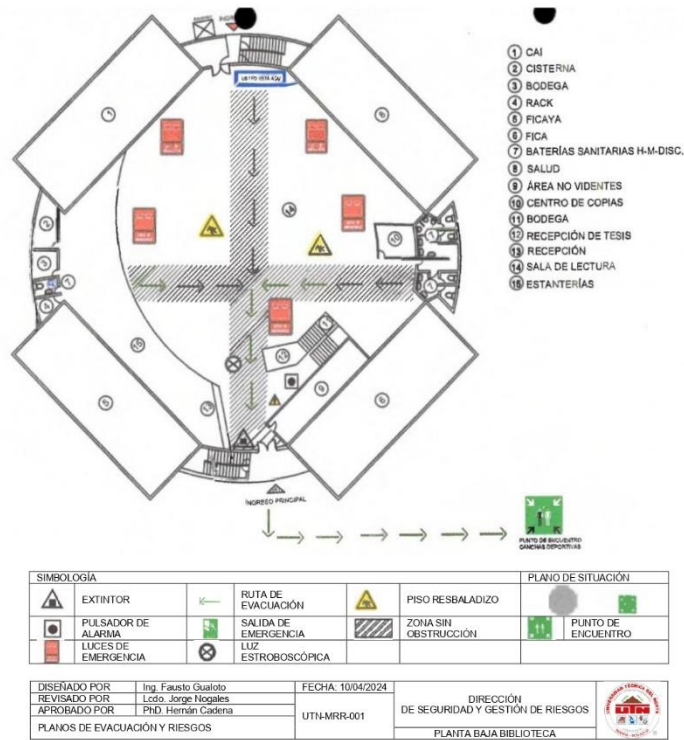 USTED ESTA AQUI
① CAI
② CISTERNA
③ BODEGA
④ RACK
⑤ FICAYA
⑥ FICA
⑦ BATERÍAS SANITARIAS H-M-DISC.
⑧ SALUD
⑨ ÁREA NO VIDENTES
⑩ CENTRO DE COPIAS
⑪ BODEGA
⑫ RECEPCIÓN DE TESIS
⑬ RECEPCIÓN
⑭ SALA DE LECTURA
⑮ ESTANTERÍAS
INGRESO PRINCIPAL
PUNTO DE ENCUENTRO
CANCHAS DEPORTIVAS
SIMBOLOGÍA
PLANO DE SITUACIÓN
EXTINTOR
RUTA DE EVACUACIÓN
PISO RESBALADIZO
PULSADOR DE ALARMA
SALIDA DE EMERGENCIA
ZONA SIN OBSTRUCCIÓN
PUNTO DE ENCUENTRO
LUCES DE EMERGENCIA
LUZ ESTROBOSCÓPICA
DISEÑADO POR Ing. Fausto Gualoto FECHA: 10/04/2024
REVISADO POR Lcdo. Jorge Nogales
APROBADO POR PhD. Hernán Cadena
UTN-MRR-001
DIRECCIÓN
DE SEGURIDAD Y GESTIÓN DE RIESGOS
PLANOS DE EVACUACIÓN Y RIESGOS
PLANTA BAJA BIBLIOTECA
UTN